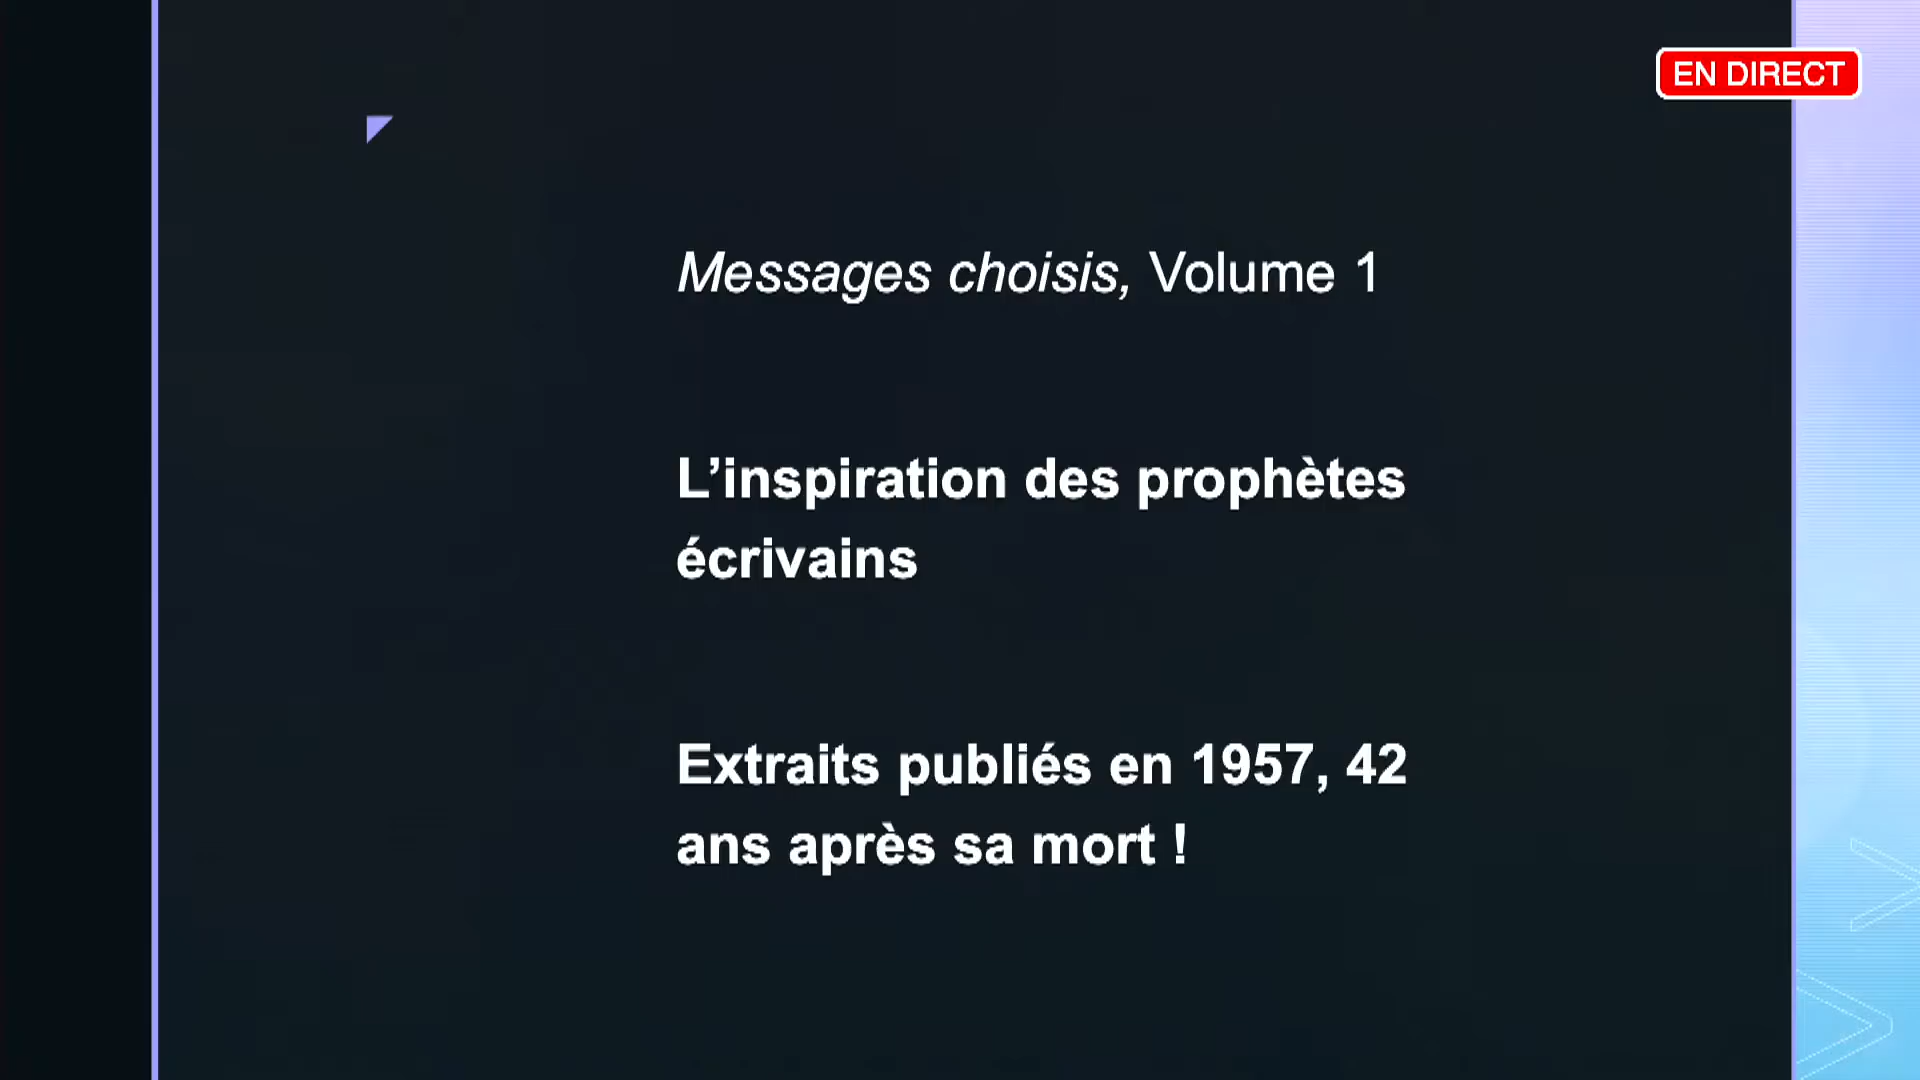 EN DIRECT
Messages choisis, Volume 1
L’inspiration des prophètes
écrivains
Extraits publiés en 1957, 42
ans après sa mort !